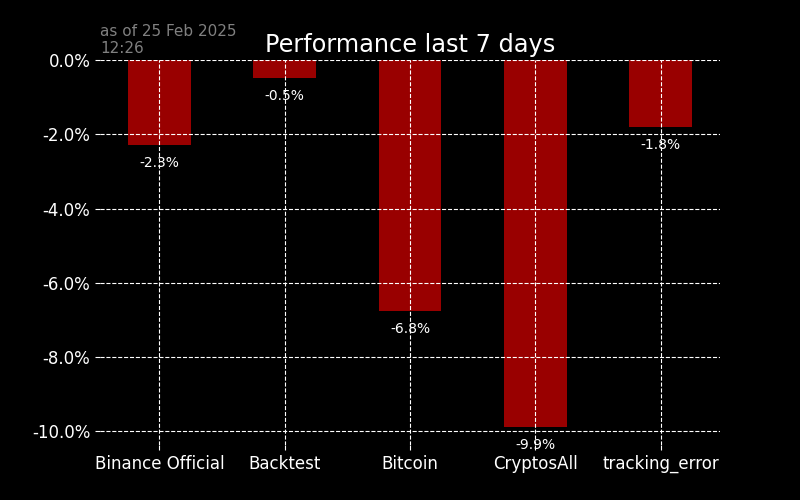 as of 25 Feb 2025
12:26
Performance last 7 days
0.0%
-2.0%
-4.0%
-6.0%
-8.0%
-10.0%
-2.3%
-0.5%
-6.8%
-9.9%
-1.8%
Binance Official
Backtest
Bitcoin
CryptosAll
tracking_error